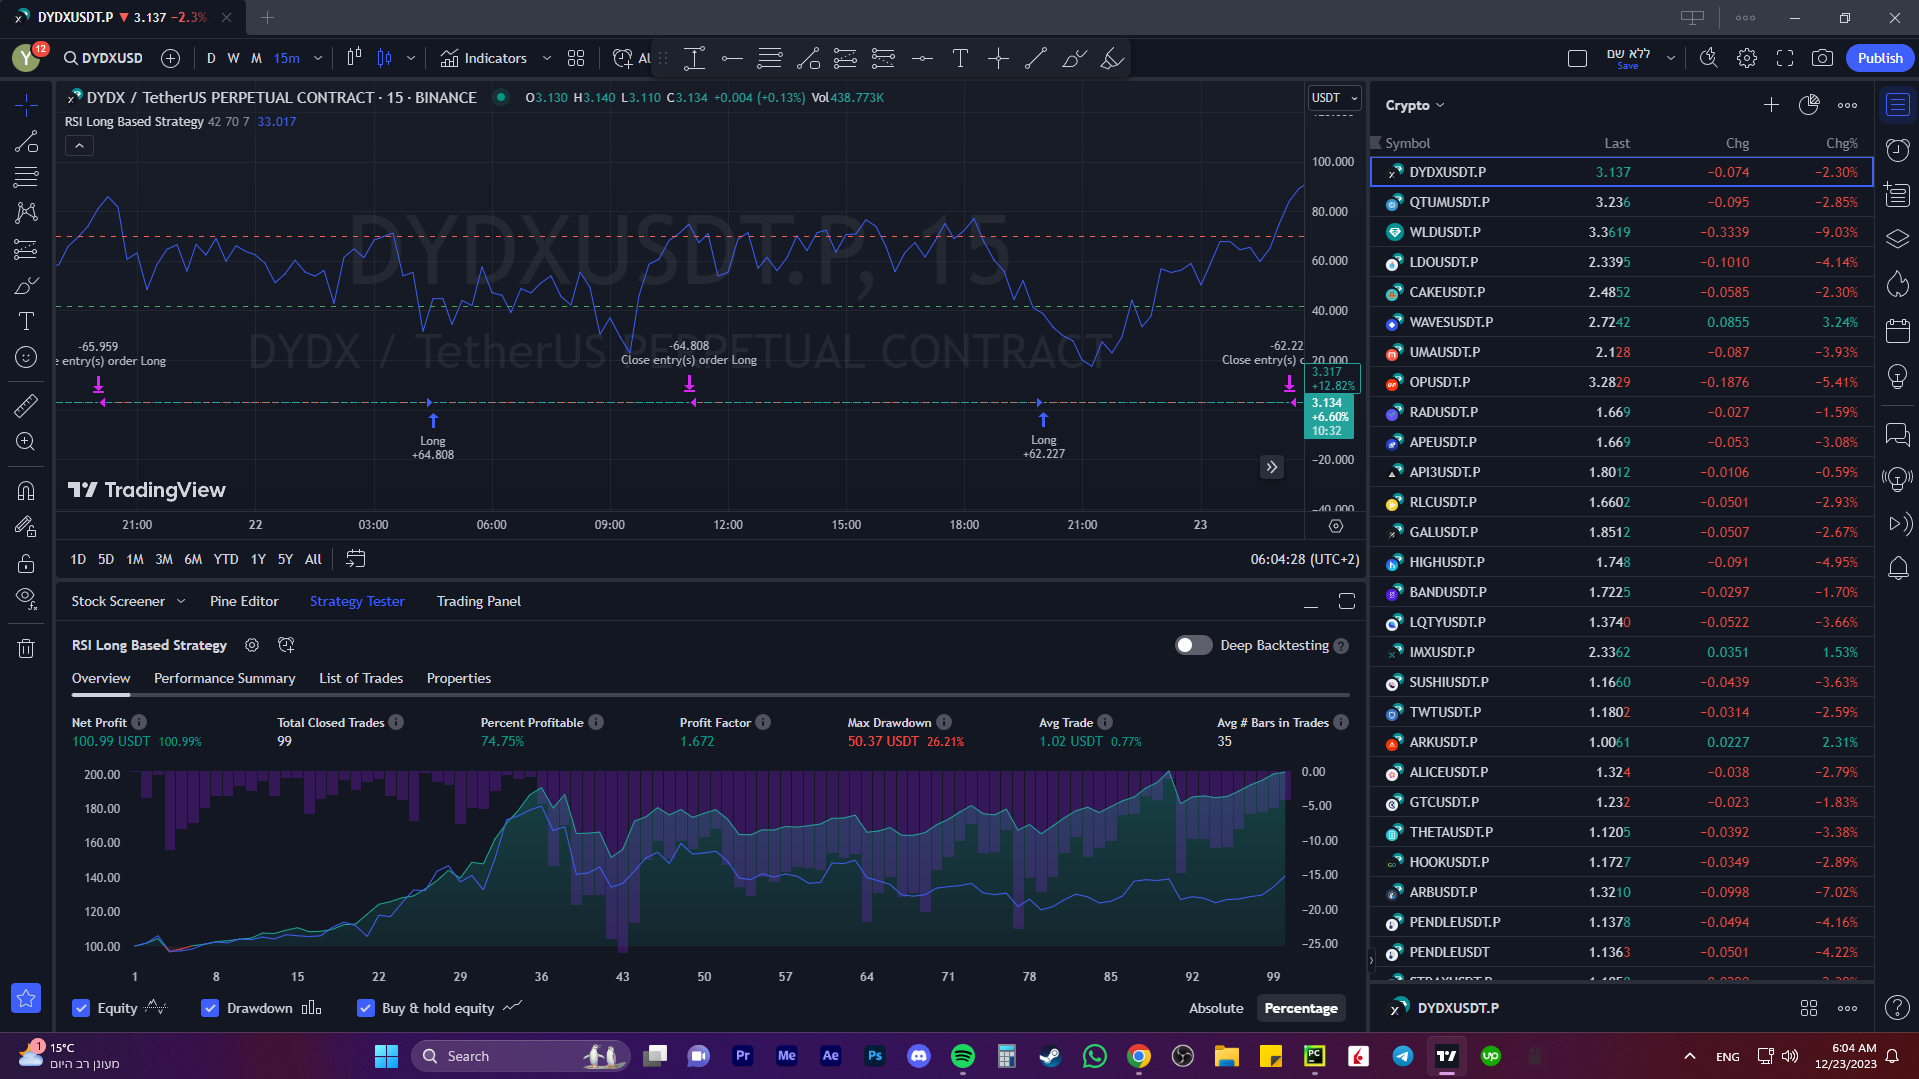 DYDXUSDT.P ▼ 3.137 −2.3%
Y 12 DYDXUSD D W M 15m Indicators Al
ללא שם
Save
Publish
DYDX / TetherUS PERPETUAL CONTRACT · 15 · BINANCE O3.130 H3.140 L3.110 C3.134 +0.004 (+0.13%) Vol438.773K
RSI Long Based Strategy 42 70 7 33.017
USDT
100.000
80.000
60.000
40.000
20.000
3.317
+12.82%
3.134
+6.60%
10:32
−20.000
−40.000
DYDXUSDT.P, 15
DYDX / TetherUS PERPETUAL CONTRACT
-65.959
e entry(s) order Long
-64.808
Close entry(s) order Long
-62.22
Close entry(s) o
Long
+64.808
Long
+62.227
TradingView
21:00 22 03:00 06:00 09:00 12:00 15:00 18:00 21:00 23
1D 5D 1M 3M 6M YTD 1Y 5Y All
06:04:28 (UTC+2)
Stock Screener Pine Editor Strategy Tester Trading Panel
RSI Long Based Strategy
Deep Backtesting
Overview Performance Summary List of Trades Properties
Net Profit Total Closed Trades Percent Profitable Profit Factor Max Drawdown Avg Trade Avg # Bars in Trades
100.99 USDT 100.99% 99 74.75% 1.672 50.37 USDT 26.21% 1.02 USDT 0.77% 35
200.00
180.00
160.00
140.00
120.00
100.00
0.00
−5.00
−10.00
−15.00
−20.00
−25.00
1 8 15 22 29 36 43 50 57 64 71 78 85 92 99
Equity Drawdown Buy & hold equity
Absolute Percentage
Crypto
Symbol Last Chg Chg%
DYDXUSDT.P 3.137 −0.074 −2.30%
QTUMUSDT.P 3.236 −0.095 −2.85%
WLDUSDT.P 3.3619 −0.3339 −9.03%
LDOUSDT.P 2.3395 −0.1010 −4.14%
CAKEUSDT.P 2.4852 −0.0585 −2.30%
WAVESUSDT.P 2.7242 0.0855 3.24%
UMAUSDT.P 2.128 −0.087 −3.93%
OPUSDT.P 3.2829 −0.1876 −5.41%
RADUSDT.P 1.669 −0.027 −1.59%
APEUSDT.P 1.669 −0.053 −3.08%
API3USDT.P 1.8012 −0.0106 −0.59%
RLCUSDT.P 1.6602 −0.0501 −2.93%
GALUSDT.P 1.8512 −0.0507 −2.67%
HIGHUSDT.P 1.748 −0.091 −4.95%
BANDUSDT.P 1.7225 −0.0297 −1.70%
LQTYUSDT.P 1.3740 −0.0522 −3.66%
IMXUSDT.P 2.3362 0.0351 1.53%
SUSHIUSDT.P 1.1660 −0.0439 −3.63%
TWTUSDT.P 1.1802 −0.0314 −2.59%
ARKUSDT.P 1.0061 0.0227 2.31%
ALICEUSDT.P 1.324 −0.038 −2.79%
GTCUSDT.P 1.232 −0.023 −1.83%
THETAUSDT.P 1.1205 −0.0392 −3.38%
HOOKUSDT.P 1.1727 −0.0349 −2.89%
ARBUSDT.P 1.3210 −0.0998 −7.02%
PENDLEUSDT.P 1.1378 −0.0494 −4.16%
PENDLEUSDT 1.1363 −0.0501 −4.22%
DYDXUSDT.P
1 15°C
מעונן רב היום
Search
Pr Me Ae Ps PC up
ENG
6:04 AM
12/23/2023